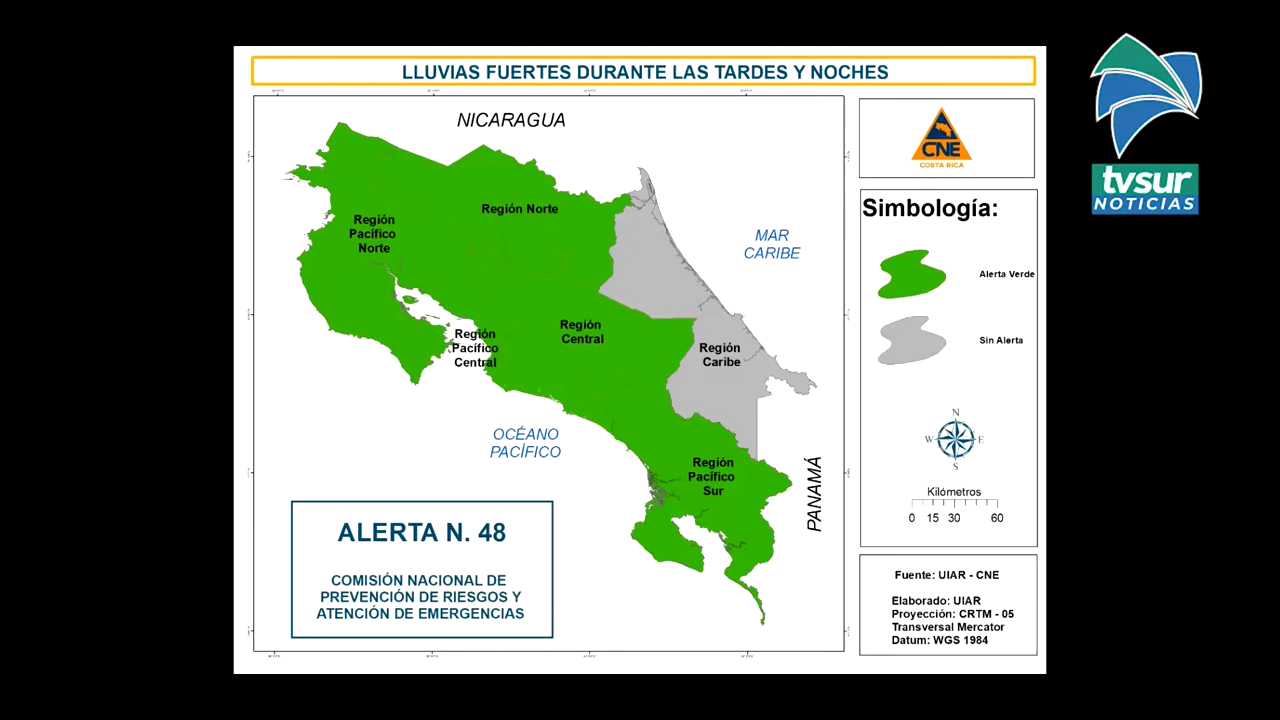 LLUVIAS FUERTES DURANTE LAS TARDES Y NOCHES
NICARAGUA
CNE
COSTA RICA
tvsur
NOTICIAS
Simbología:
Región Norte
Región
Pacífico
Norte
MAR
CARIBE
Alerta Verde
Región
Central
Región
Pacífico
Central
Región
Caribe
Sin Alerta
OCÉANO
PACÍFICO
N
W
E
S
Región
Pacífico
Sur
PANAMÁ
Kilómetros
0 15 30 60
ALERTA N. 48
COMISIÓN NACIONAL DE
PREVENCIÓN DE RIESGOS Y
ATENCIÓN DE EMERGENCIAS
Fuente: UIAR - CNE
Elaborado: UIAR
Proyección: CRTM - 05
Transversal Mercator
Datum: WGS 1984